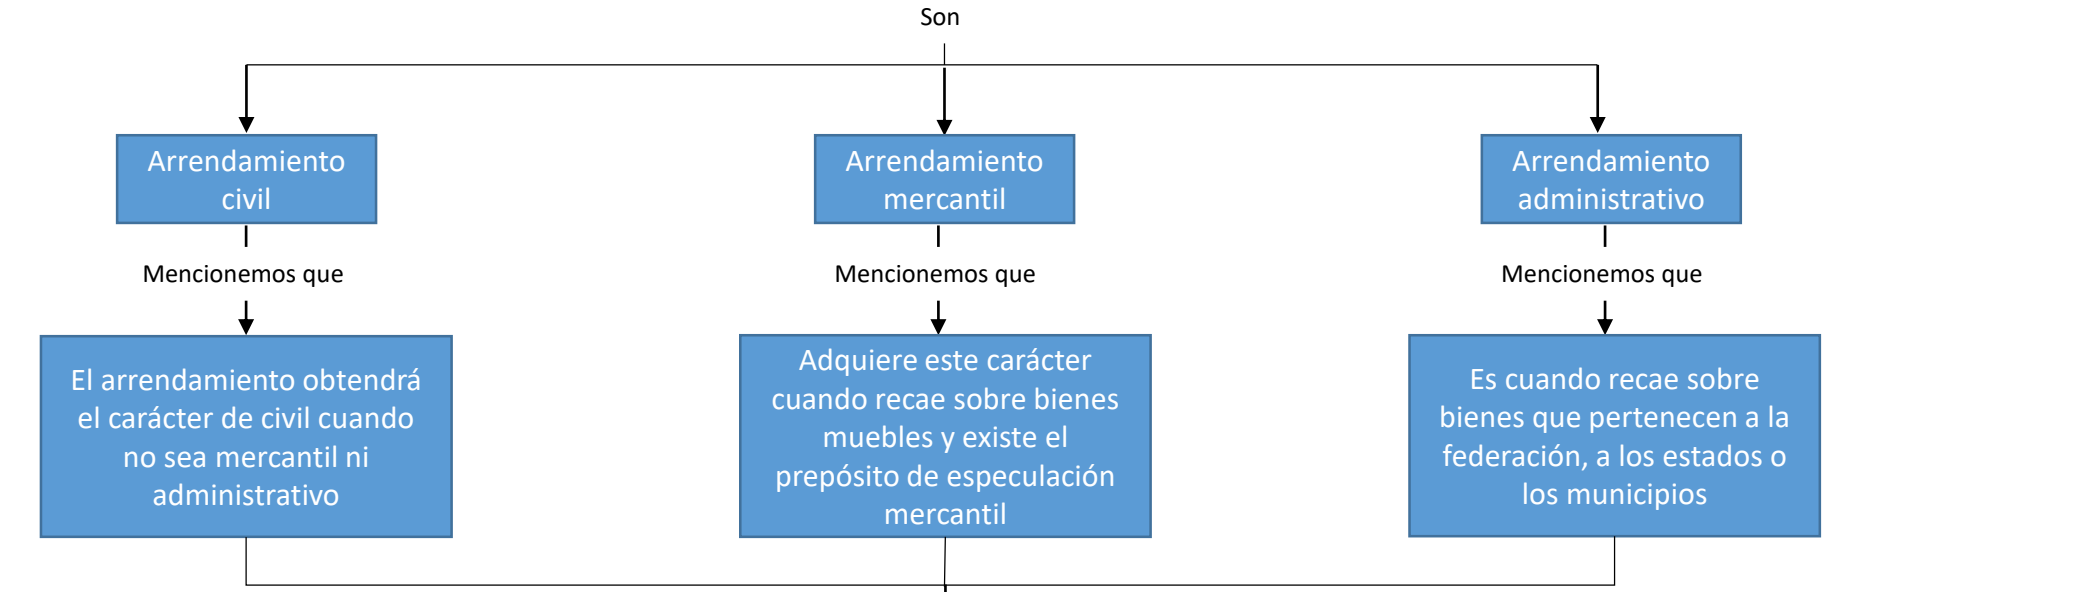 Son
Arrendamiento
civil
Arrendamiento
mercantil
Arrendamiento
administrativo
Mencionemos que
Mencionemos que
Mencionemos que
El arrendamiento obtendrá
el carácter de civil cuando
no sea mercantil ni
administrativo
Adquiere este carácter
cuando recae sobre bienes
muebles y existe el
prepósito de especulación
mercantil
Es cuando recae sobre
bienes que pertenecen a la
federación, a los estados o
los municipios